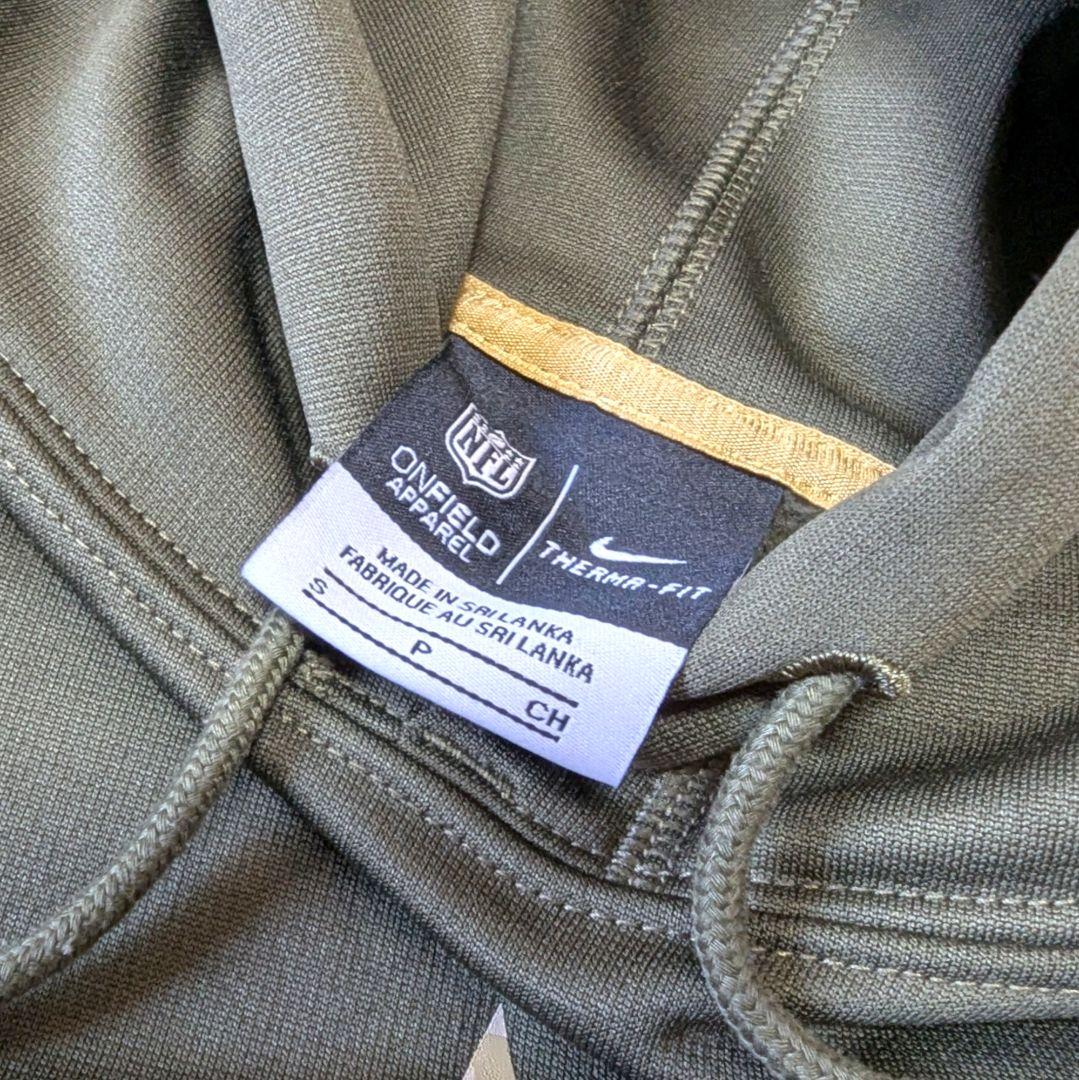 NFL
ONFIELD
APPAREL
THERMA-FIT
MADE IN SRI LANKA
FABRIQUE AU SRI LANKA
S P CH